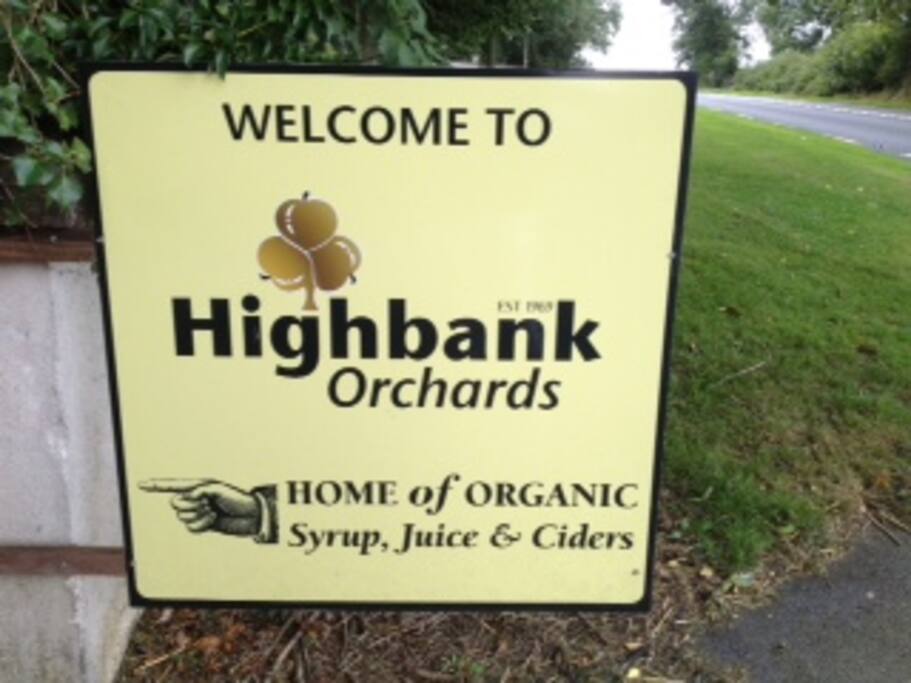 WELCOME TO
EST 1969
Highbank
Orchards
HOME of ORGANIC
Syrup, Juice & Ciders